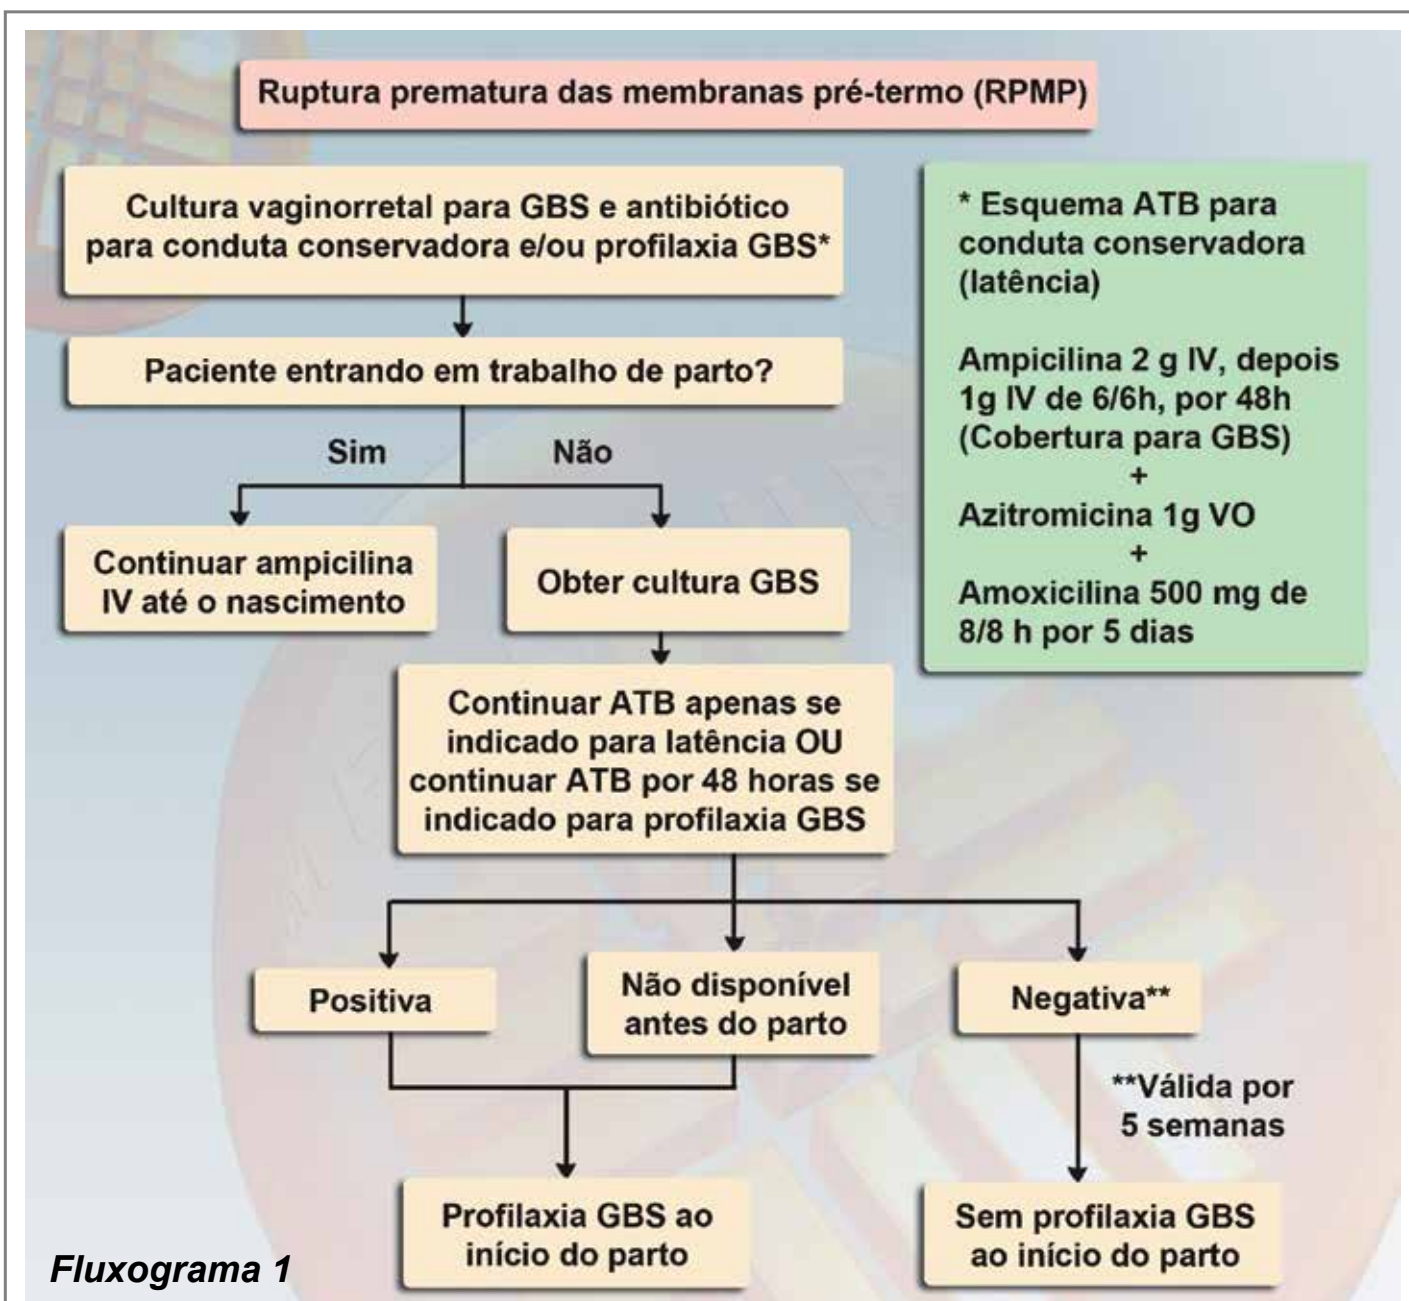 Ruptura prematura das membranas pré-termo (RPMP)
Cultura vaginorretal para GBS e antibiótico
para conduta conservadora e/ou profilaxia GBS*
Paciente entrando em trabalho de parto?
Sim
Não
Continuar ampicilina
IV até o nascimento
Obter cultura GBS
Continuar ATB apenas se
indicado para latência OU
continuar ATB por 48 horas se
indicado para profilaxia GBS
Positiva
Não disponível
antes do parto
Negativa**
**Válida por
5 semanas
Profilaxia GBS ao
início do parto
Sem profilaxia GBS
ao início do parto
* Esquema ATB para
conduta conservadora
(latência)
Ampicilina 2 g IV, depois
1g IV de 6/6h, por 48h
(Cobertura para GBS)
+
Azitromicina 1g VO
+
Amoxicilina 500 mg de
8/8 h por 5 dias
Fluxograma 1